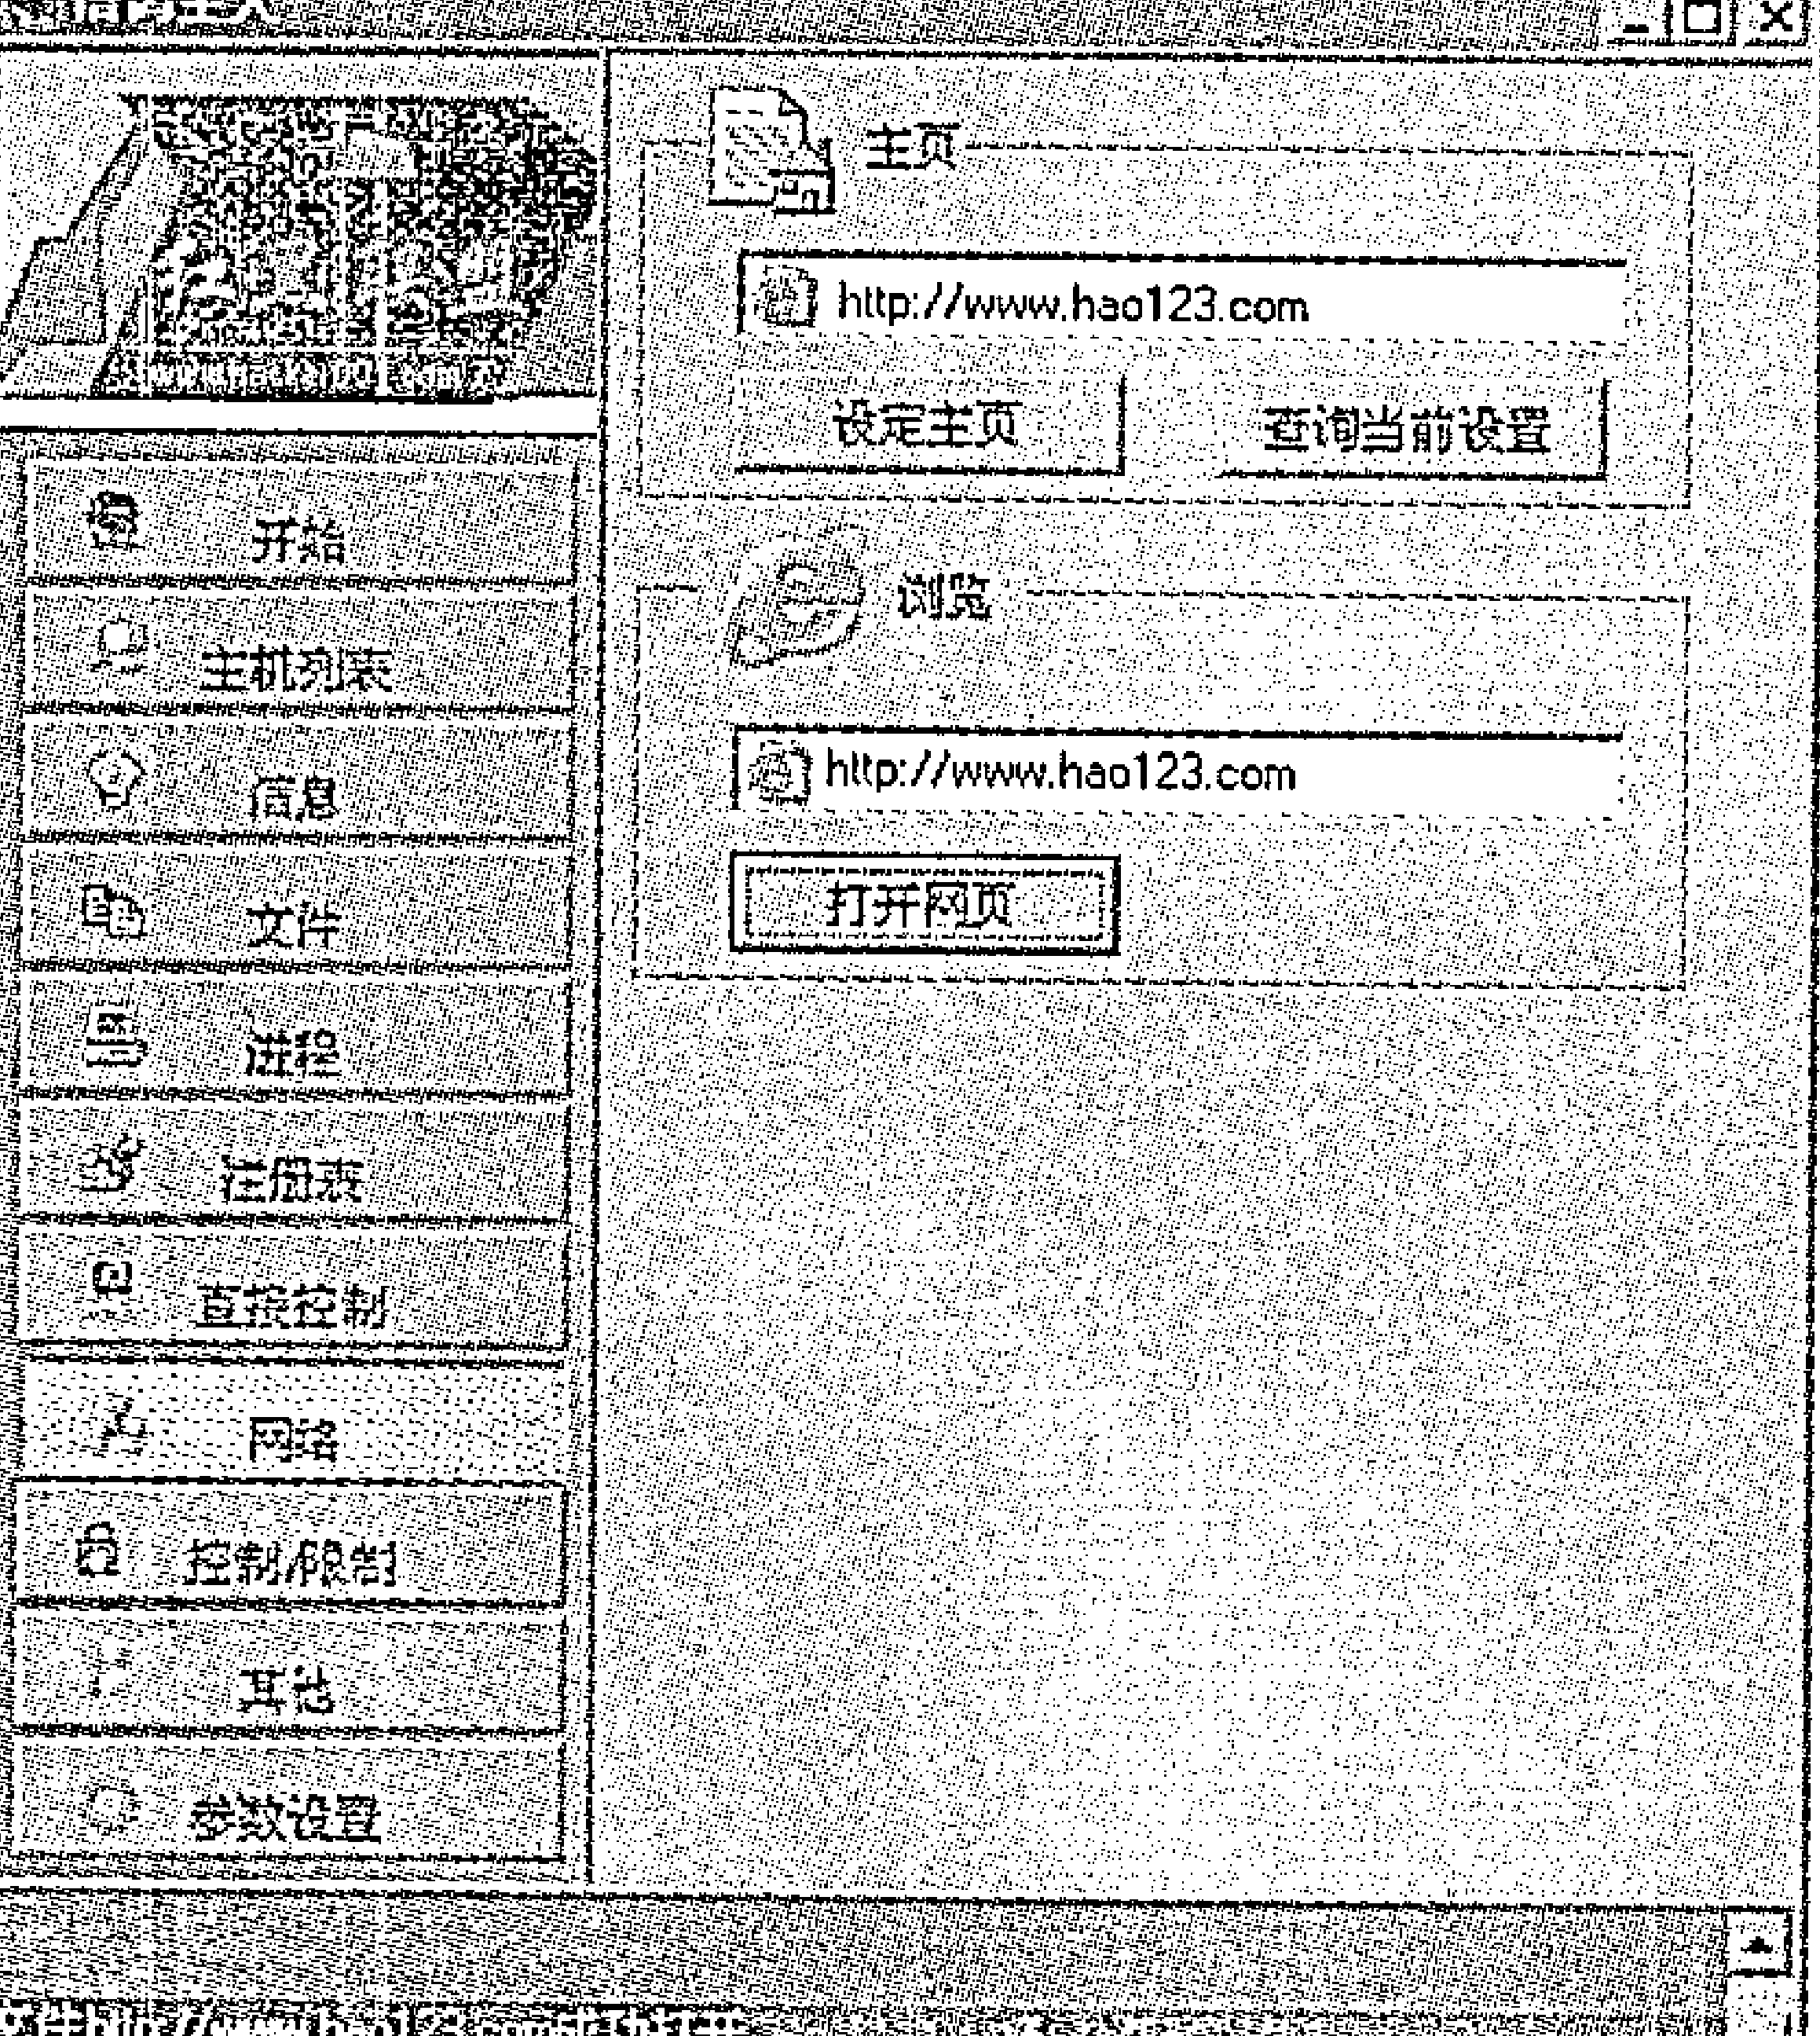 主页
http://www.hao123.com
设定主页
查询当前设置
浏览
http://www.hao123.com
打开网页
开始
主机列表
信息
文件
进程
注册表
直接控制
网络
控制/限制
其他
参数设置